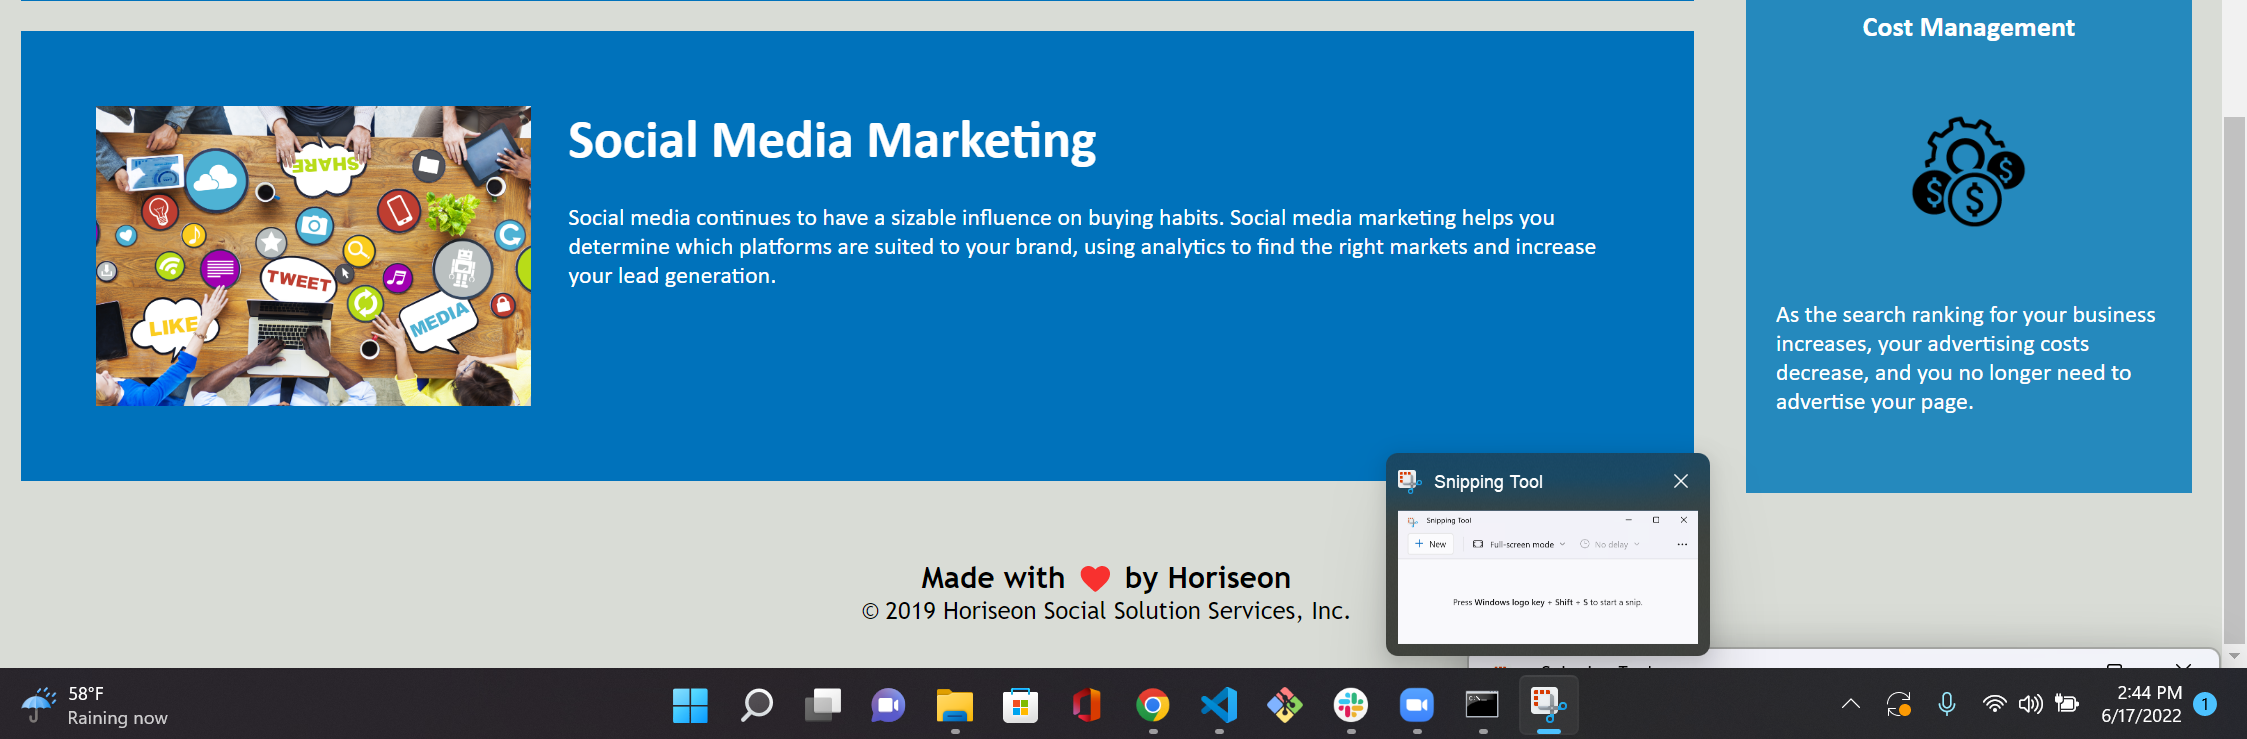 Cost Management
SHARE
TWEET
LIKE
MEDIA
Social Media Marketing
Social media continues to have a sizable influence on buying habits. Social media marketing helps you
determine which platforms are suited to your brand, using analytics to find the right markets and increase
your lead generation.
As the search ranking for your business
increases, your advertising costs
decrease, and you no longer need to
advertise your page.
Snipping Tool
Snipping Tool
New
Full-screen mode
No delay
Press Windows logo key + Shift + S to start a snip.
Made with ❤ by Horiseon
© 2019 Horiseon Social Solution Services, Inc.
58°F
Raining now
2:44 PM
6/17/2022
1